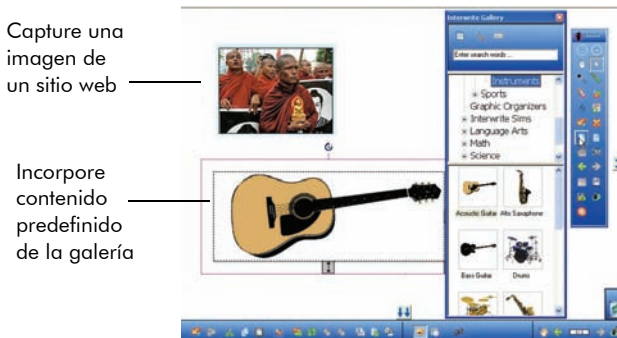 Capture una
imagen de
un sitio web
Incorpore
contenido
predefinido
de la galería
Interwrite Gallery
Enter search words ...
Instruments
Sports
Graphic Organizers
Interwrite Sims
Language Arts
Math
Science
Acoustic Guitar Alto Saxophone
Bass Guitar Drums